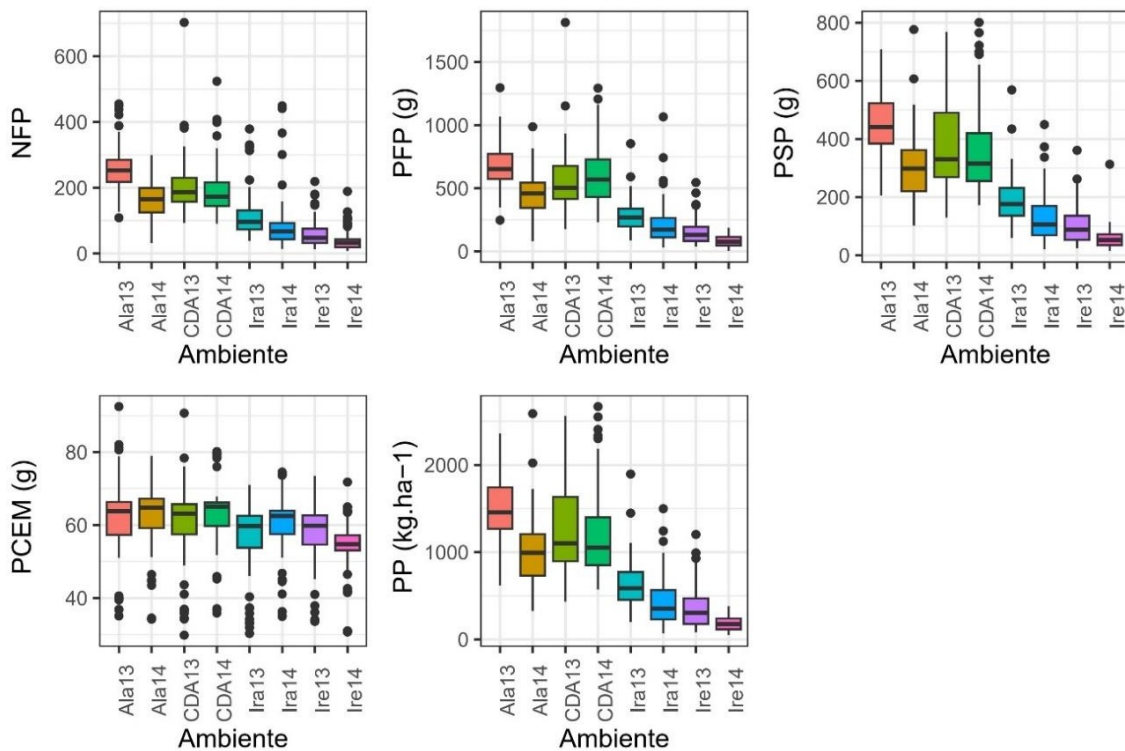 NFP
600
400
200
0
Ala13
Ala14
CDA13
CDA14
Ira13
Ira14
Ire13
Ire14
Ambiente
PFP (g)
1500
1000
500
0
Ala13
Ala14
CDA13
CDA14
Ira13
Ira14
Ire13
Ire14
Ambiente
PSP (g)
800
600
400
200
0
Ala13
Ala14
CDA13
CDA14
Ira13
Ira14
Ire13
Ire14
Ambiente
PCEM (g)
80
60
40
Ala13
Ala14
CDA13
CDA14
Ira13
Ira14
Ire13
Ire14
Ambiente
PP (kg.ha−1)
2000
1000
0
Ala13
Ala14
CDA13
CDA14
Ira13
Ira14
Ire13
Ire14
Ambiente